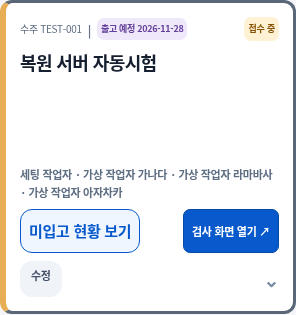 수주 TEST-001 | 출고 예정 2026-11-28 접수 중
복원 서버 자동시험
세팅 작업자 · 가상 작업자 가나다 · 가상 작업자 라마바사
· 가상 작업자 아자차카
미입고 현황 보기 검사 화면 열기 ↗
수정